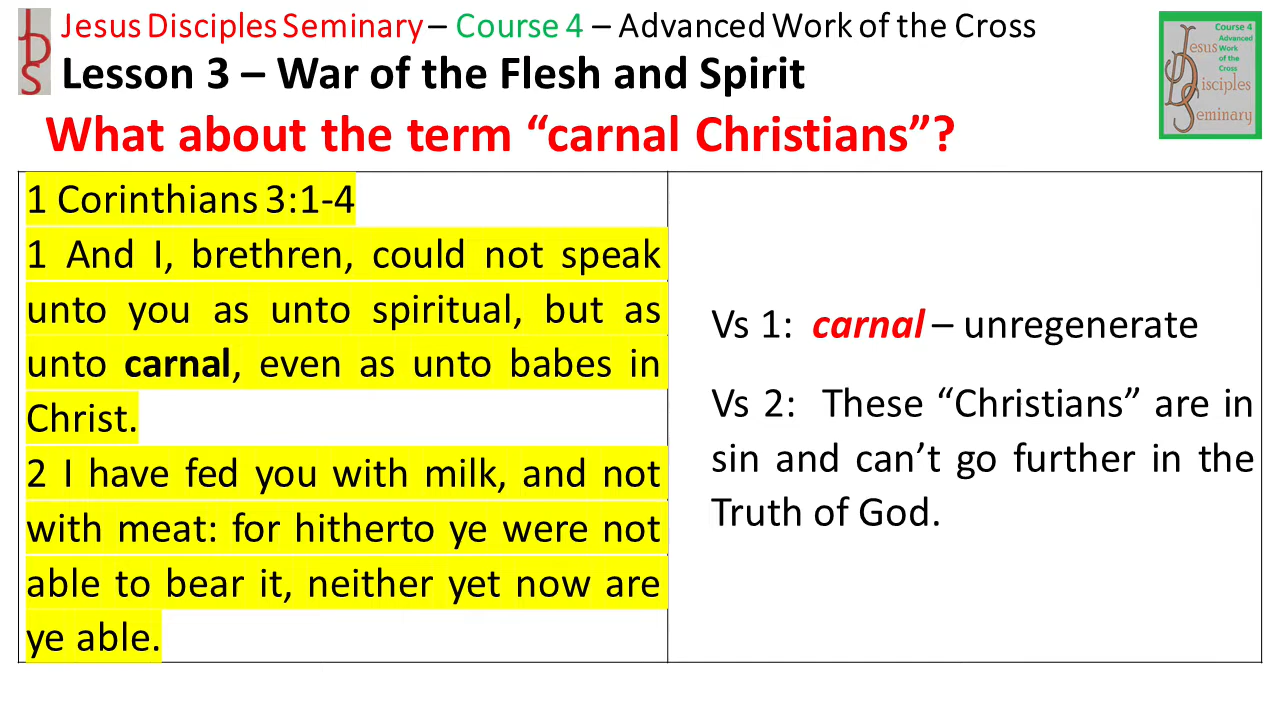 JDS
Jesus Disciples Seminary – Course 4 – Advanced Work of the Cross
Lesson 3 – War of the Flesh and Spirit
What about the term “carnal Christians”?
Course 4
Advanced
Work
of the
Cross
Jesus
Disciples
Seminary
1 Corinthians 3:1-4
1 And I, brethren, could not speak
unto you as unto spiritual, but as
unto carnal, even as unto babes in
Christ.
2 I have fed you with milk, and not
with meat: for hitherto ye were not
able to bear it, neither yet now are
ye able.
Vs 1: carnal – unregenerate
Vs 2: These “Christians” are in
sin and can’t go further in the
Truth of God.